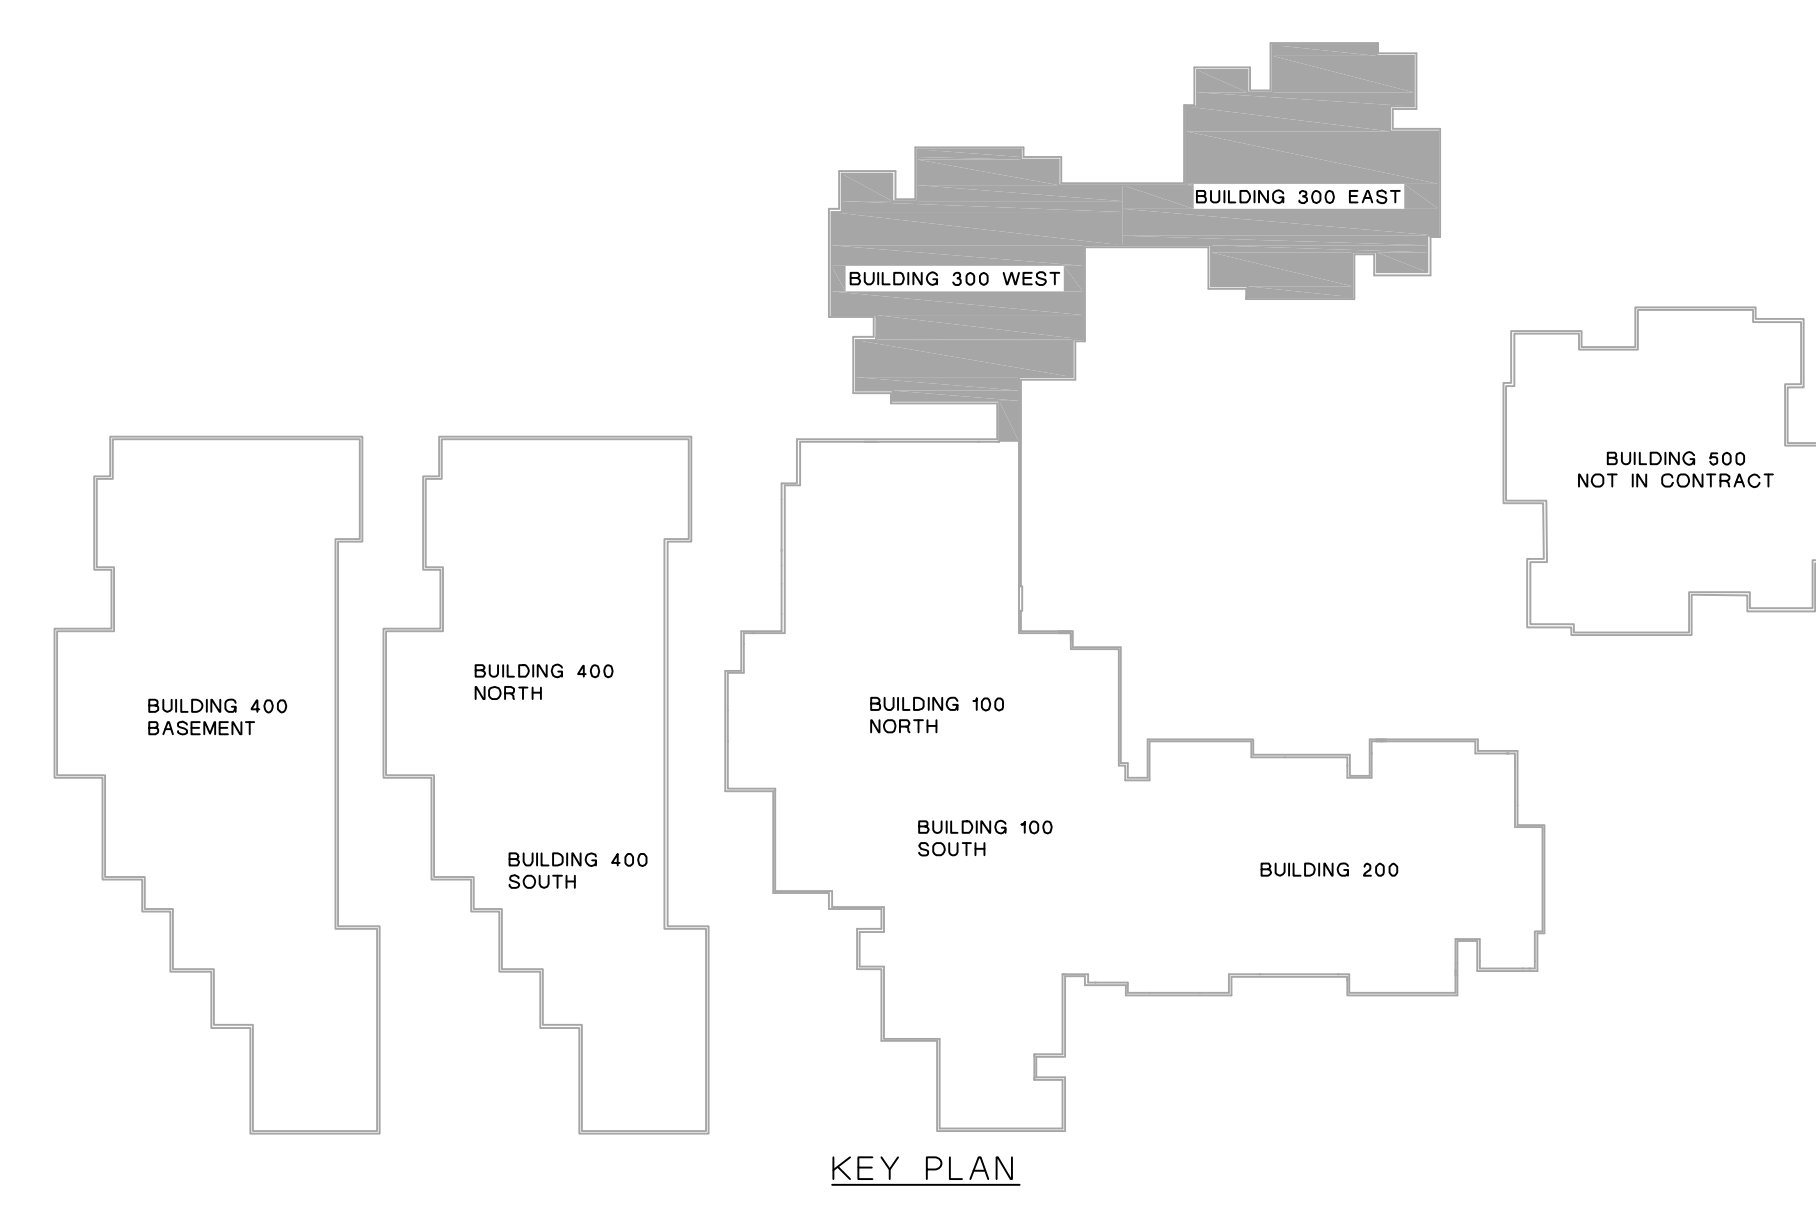 BUILDING 300 EAST
BUILDING 300 WEST
BUILDING 500
NOT IN CONTRACT
BUILDING 400
BASEMENT
BUILDING 400
NORTH
BUILDING 400
SOUTH
BUILDING 100
NORTH
BUILDING 100
SOUTH
BUILDING 200
KEY PLAN